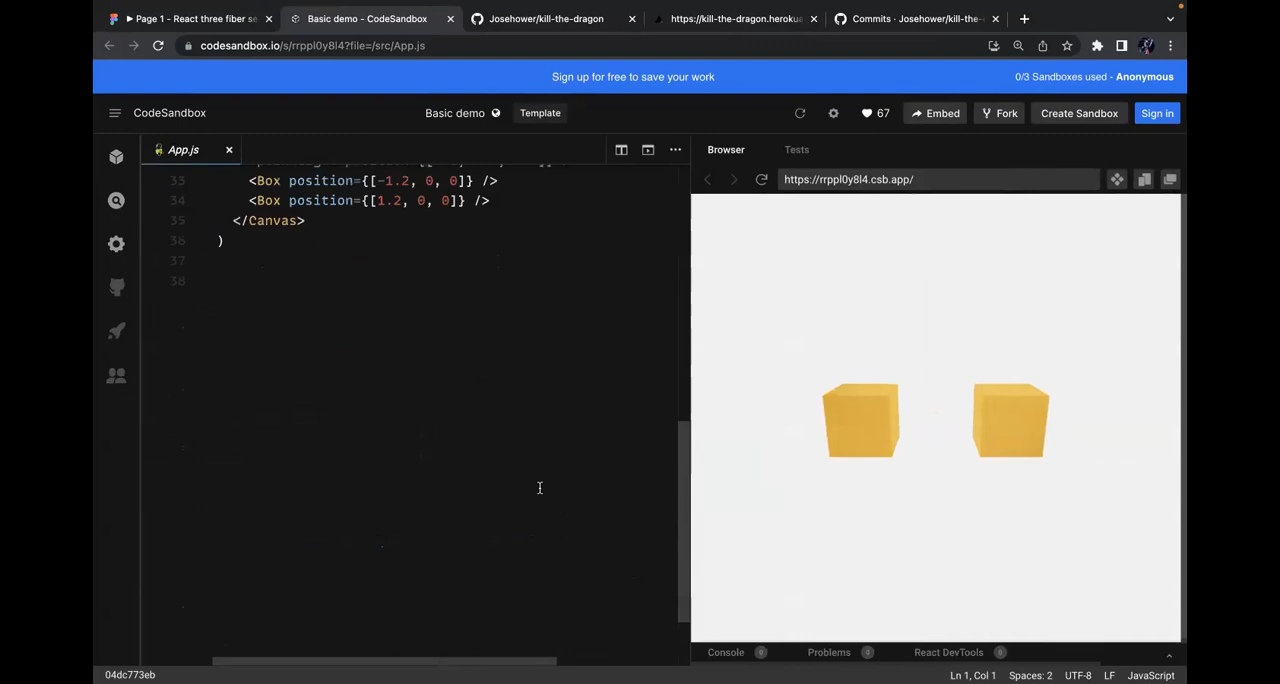 Page 1 - React three fiber se
Basic demo - CodeSandbox
Josehower/kill-the-dragon
https://kill-the-dragon.heroku
Commits · Josehower/kill-the-
codesandbox.io/s/rrppl0y8l4?file=/src/App.js
Sign up for free to save your work
0/3 Sandboxes used - Anonymous
CodeSandbox
Basic demo
Template
67
Embed
Fork
Create Sandbox
Sign in
App.js
Browser
Tests
https://rrppl0y8l4.csb.app/
33 <Box position={[-1.2, 0, 0]} />
34 <Box position={[1.2, 0, 0]} />
35 </Canvas>
36 )
37
38
Console 0
Problems 0
React DevTools 0
04dc773eb
Ln 1, Col 1
Spaces: 2
UTF-8
LF
JavaScript